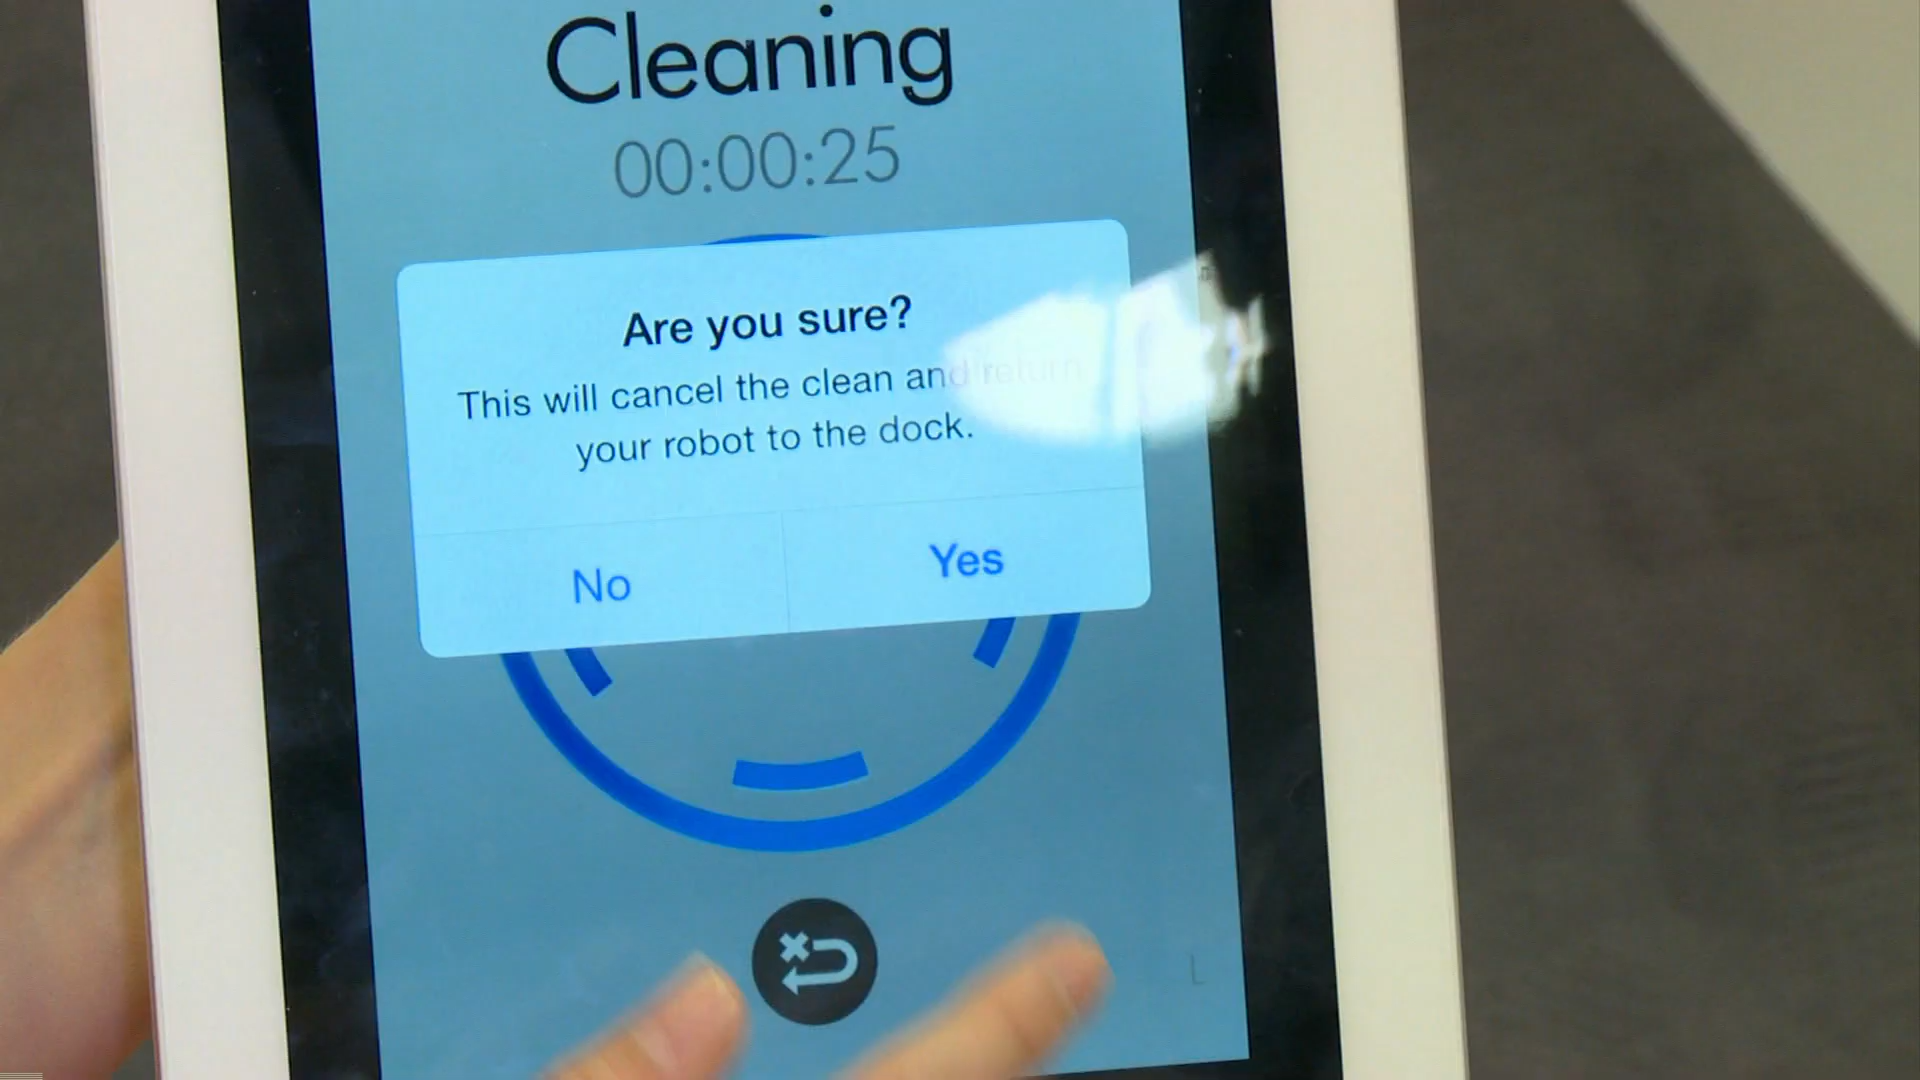 Cleaning
00:00:25
Are you sure?
This will cancel the clean and return
your robot to the dock.
No
Yes
L